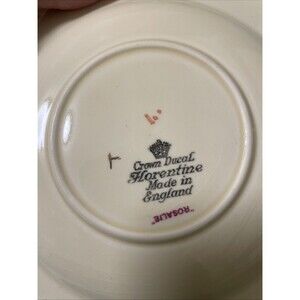 Crown Ducal
Florentine
Made in
England
"ROSALIE"